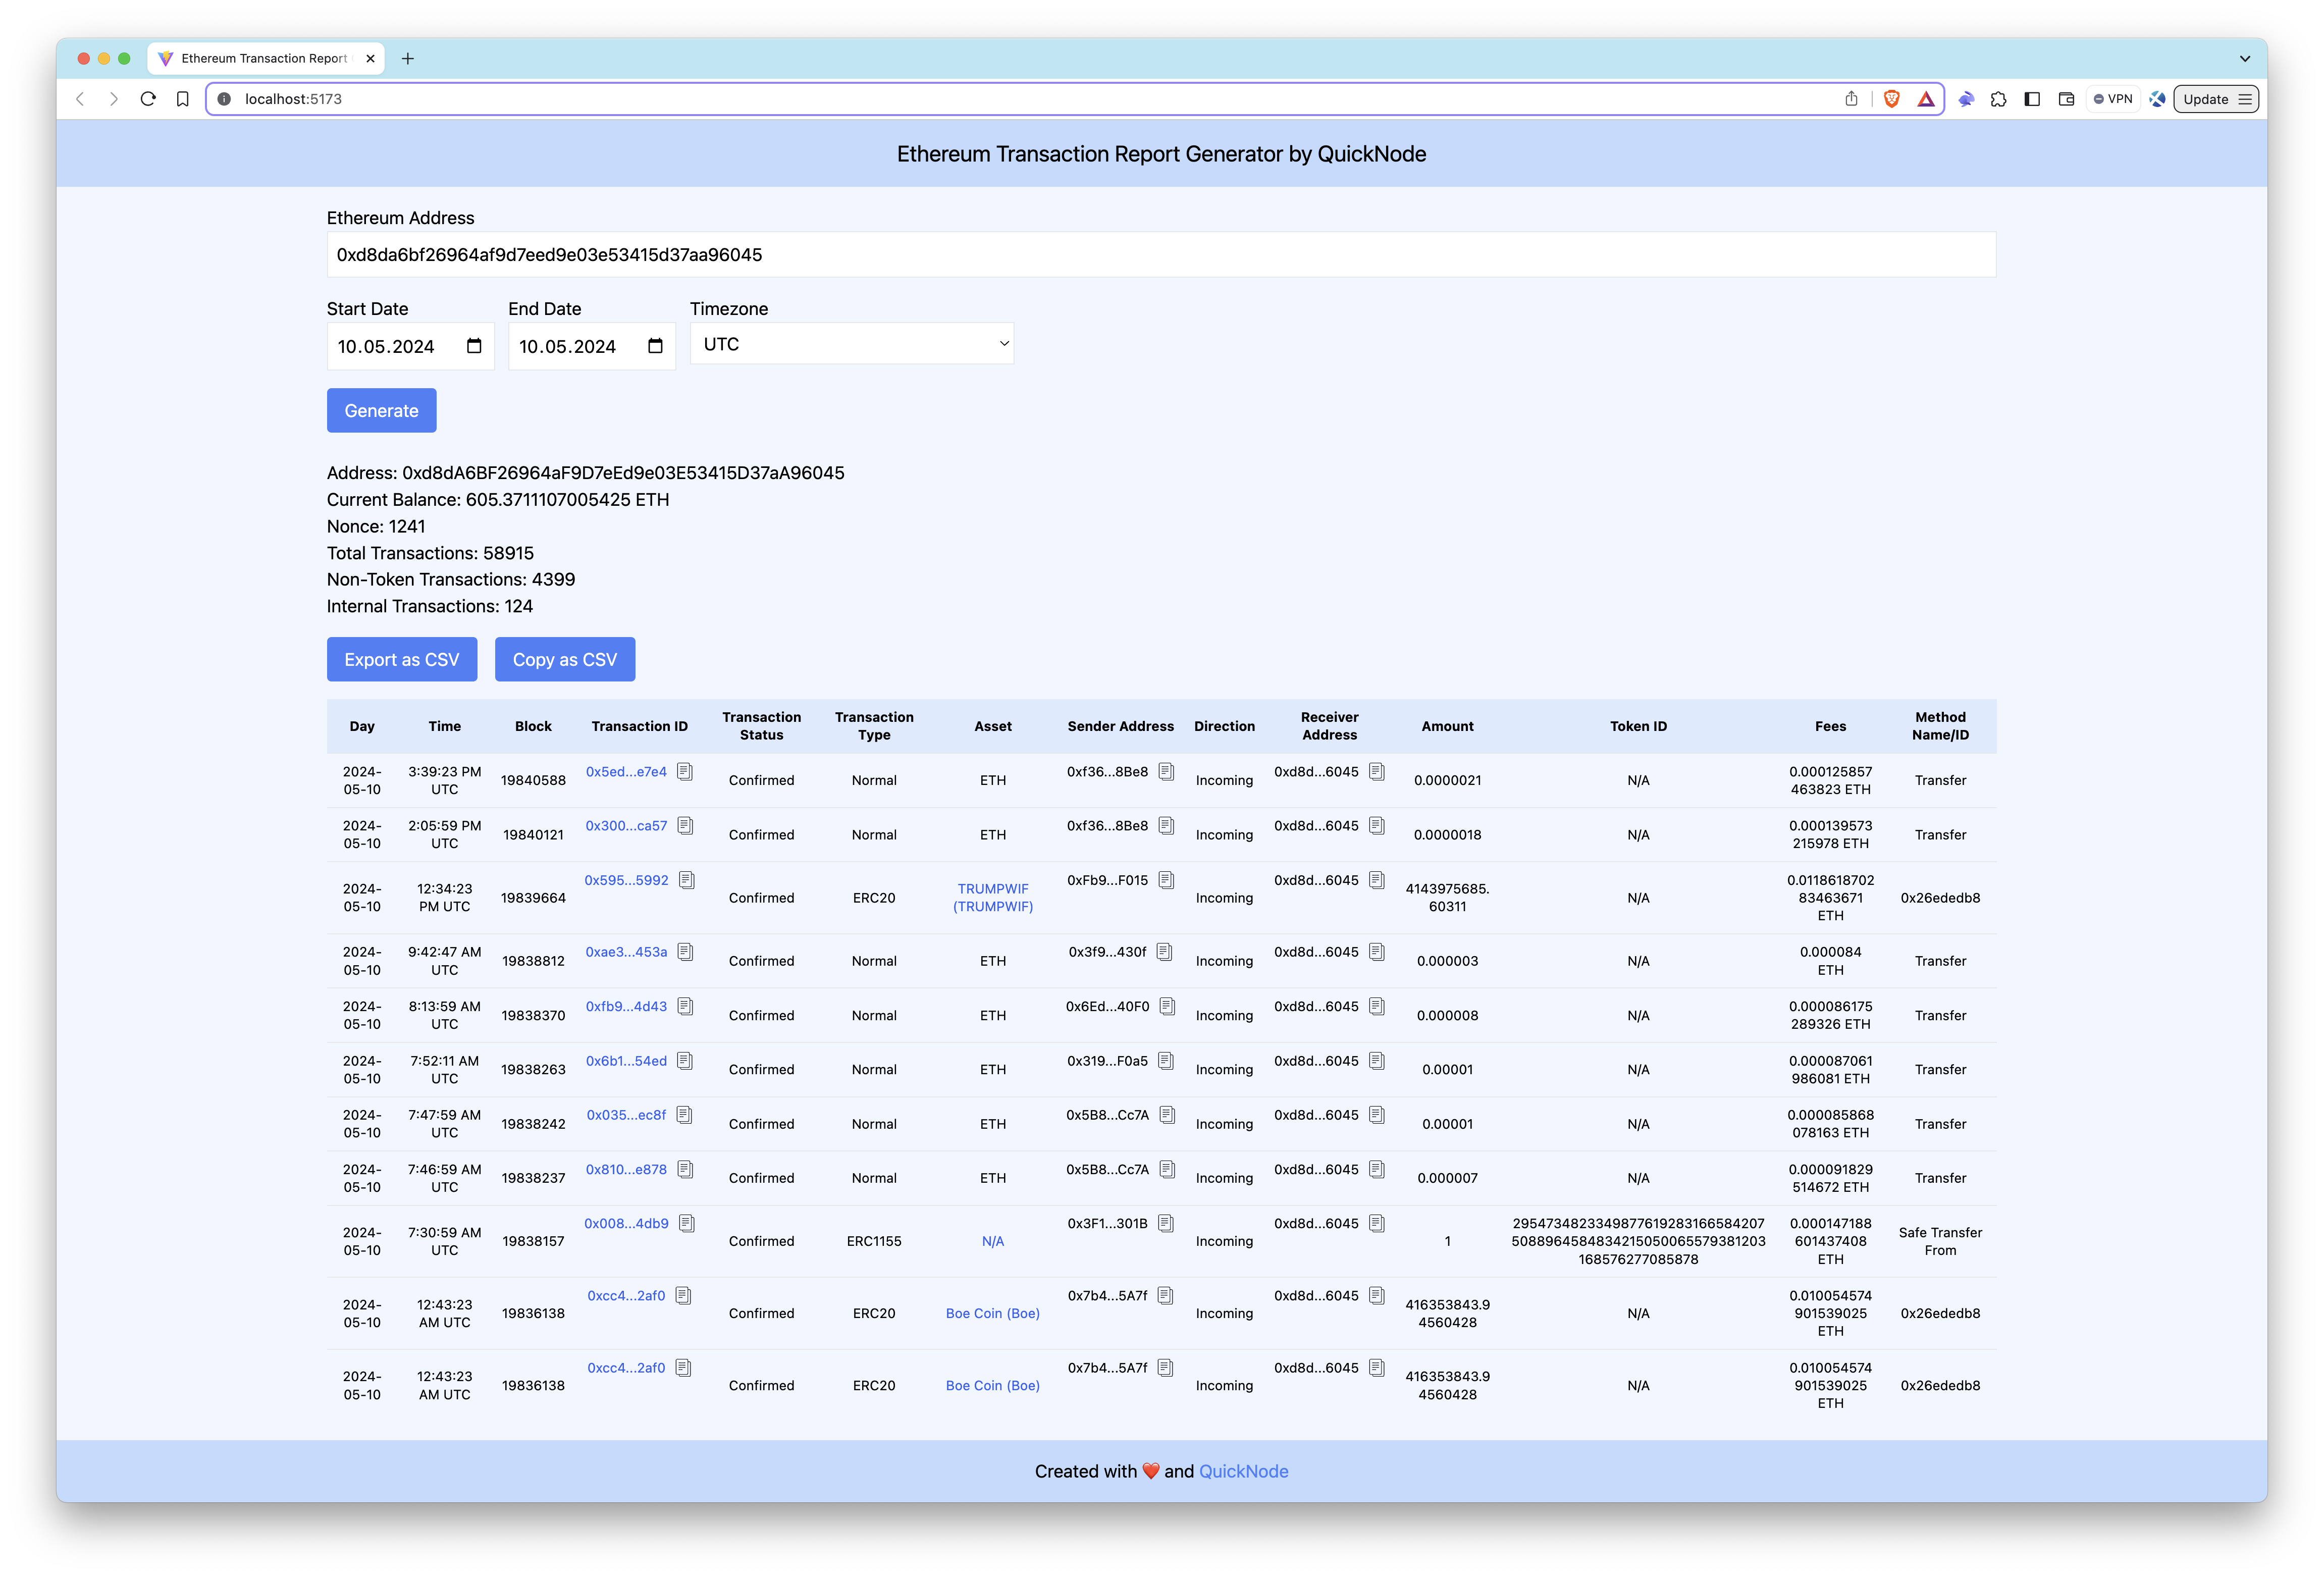 Ethereum Transaction Report
localhost:5173
VPN
Update
Ethereum Transaction Report Generator by QuickNode
Ethereum Address
0xd8da6bf26964af9d7eed9e03e53415d37aa96045
Start Date End Date Timezone
10.05.2024 10.05.2024 UTC
Generate
Address: 0xd8dA6BF26964aF9D7eEd9e03E53415D37aA96045
Current Balance: 605.3711107005425 ETH
Nonce: 1241
Total Transactions: 58915
Non-Token Transactions: 4399
Internal Transactions: 124
Export as CSV Copy as CSV
Day Time Block Transaction ID Transaction Status Transaction Type Asset Sender Address Direction Receiver Address Amount Token ID Fees Method Name/ID
2024-05-10 3:39:23 PM UTC 19840588 0x5ed...e7e4 Confirmed Normal ETH 0xf36...8Be8 Incoming 0xd8d...6045 0.0000021 N/A 0.000125857463823 ETH Transfer
2024-05-10 2:05:59 PM UTC 19840121 0x300...ca57 Confirmed Normal ETH 0xf36...8Be8 Incoming 0xd8d...6045 0.0000018 N/A 0.000139573215978 ETH Transfer
2024-05-10 12:34:23 PM UTC 19839664 0x595...5992 Confirmed ERC20 TRUMPWIF (TRUMPWIF) 0xFb9...F015 Incoming 0xd8d...6045 4143975685.60311 N/A 0.011861870283463671 ETH 0x26ededb8
2024-05-10 9:42:47 AM UTC 19838812 0xae3...453a Confirmed Normal ETH 0x3f9...430f Incoming 0xd8d...6045 0.000003 N/A 0.000084 ETH Transfer
2024-05-10 8:13:59 AM UTC 19838370 0xfb9...4d43 Confirmed Normal ETH 0x6Ed...40F0 Incoming 0xd8d...6045 0.000008 N/A 0.000086175289326 ETH Transfer
2024-05-10 7:52:11 AM UTC 19838263 0x6b1...54ed Confirmed Normal ETH 0x319...F0a5 Incoming 0xd8d...6045 0.00001 N/A 0.000087061986081 ETH Transfer
2024-05-10 7:47:59 AM UTC 19838242 0x035...ec8f Confirmed Normal ETH 0x5B8...Cc7A Incoming 0xd8d...6045 0.00001 N/A 0.000085868078163 ETH Transfer
2024-05-10 7:46:59 AM UTC 19838237 0x810...e878 Confirmed Normal ETH 0x5B8...Cc7A Incoming 0xd8d...6045 0.000007 N/A 0.000091829514672 ETH Transfer
2024-05-10 7:30:59 AM UTC 19838157 0x008...4db9 Confirmed ERC1155 N/A 0x3F1...301B Incoming 0xd8d...6045 1 29547348233498776192831665842075088964584834215050065579381203168576277085878 0.000147188601437408 ETH Safe Transfer From
2024-05-10 12:43:23 AM UTC 19836138 0xcc4...2af0 Confirmed ERC20 Boe Coin (Boe) 0x7b4...5A7f Incoming 0xd8d...6045 416353843.94560428 N/A 0.010054574901539025 ETH 0x26ededb8
2024-05-10 12:43:23 AM UTC 19836138 0xcc4...2af0 Confirmed ERC20 Boe Coin (Boe) 0x7b4...5A7f Incoming 0xd8d...6045 416353843.94560428 N/A 0.010054574901539025 ETH 0x26ededb8
Created with ❤️ and QuickNode